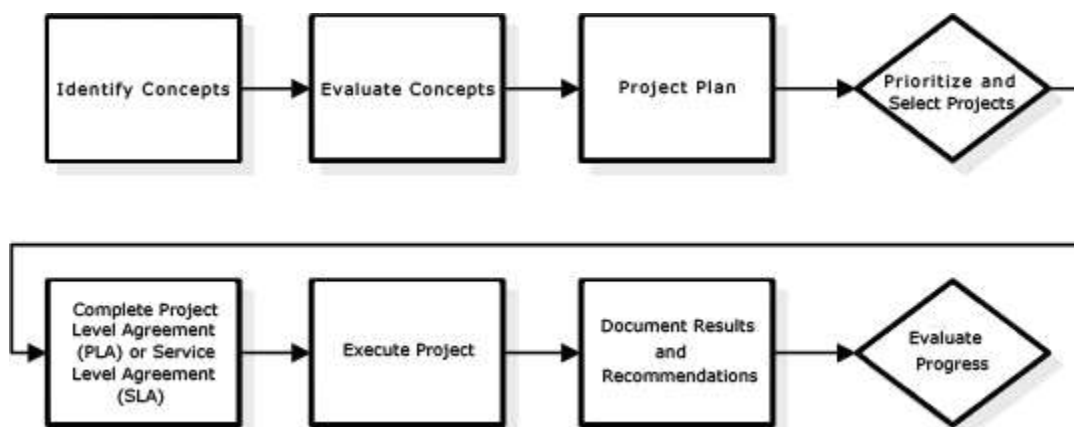 Identify Concepts
Evaluate Concepts
Project Plan
Prioritize and
Select Projects
Complete Project
Level Agreement
(PLA) or Service
Level Agreement
(SLA)
Execute Project
Document Results
and
Recommendations
Evaluate
Progress